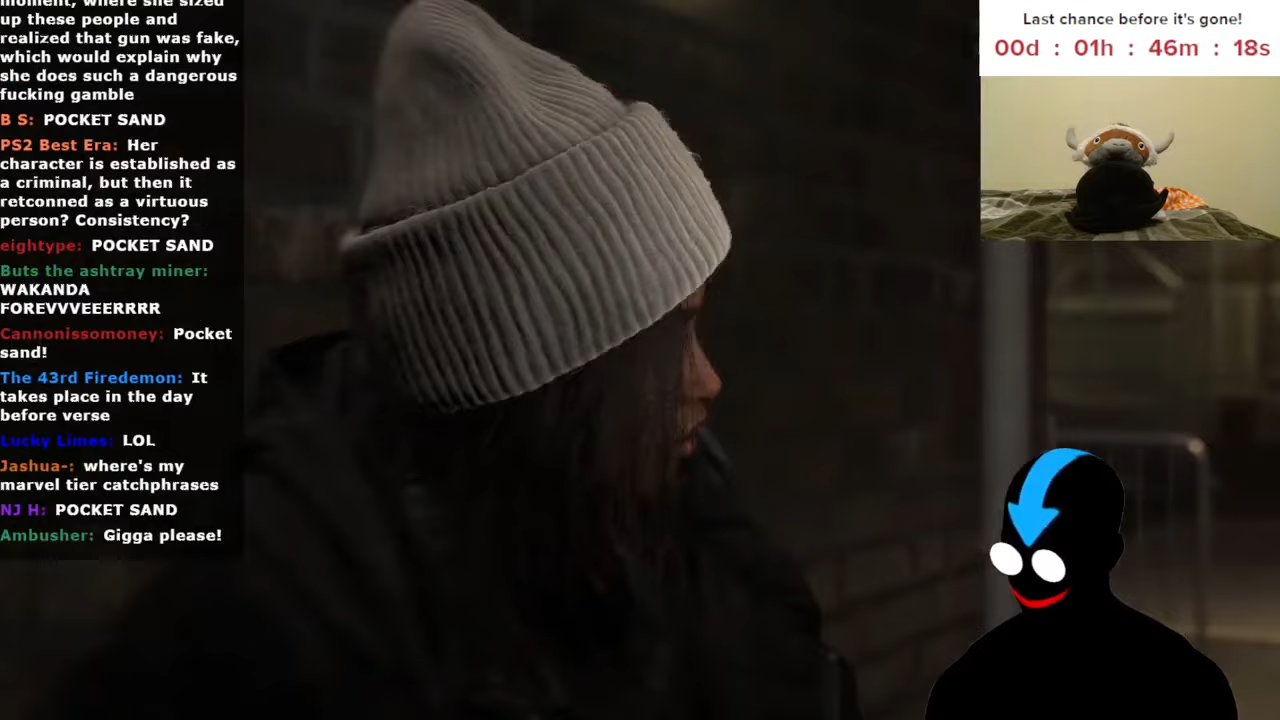 moment, where she sized
up these people and
realized that gun was fake,
which would explain why
she does such a dangerous
fucking gamble
B S: POCKET SAND
PS2 Best Era: Her
character is established as
a criminal, but then it
retconned as a virtuous
person? Consistency?
eightype: POCKET SAND
Buts the ashtray miner:
WAKANDA
FOREVVVEEERRRR
Cannonissomoney: Pocket
sand!
The 43rd Firedemon: It
takes place in the day
before verse
Lucky Limes: LOL
Jashua-: where's my
marvel tier catchphrases
NJ H: POCKET SAND
Ambusher: Gigga please!
Last chance before it's gone!
00d : 01h : 46m : 18s